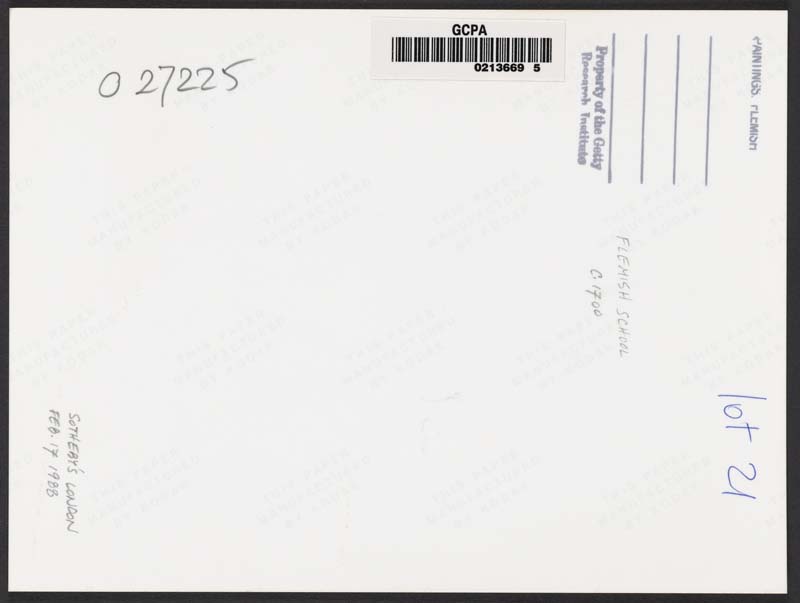 O 27225
GCPA
0213669 5
Property of the Getty
Research Institute
PAINTINGS, FLEMISH
FLEMISH SCHOOL
C.1700
lot 21
SOTHEBY'S LONDON
FEB. 17 1988
THIS PAPER
MANUFACTURED
BY KODAK